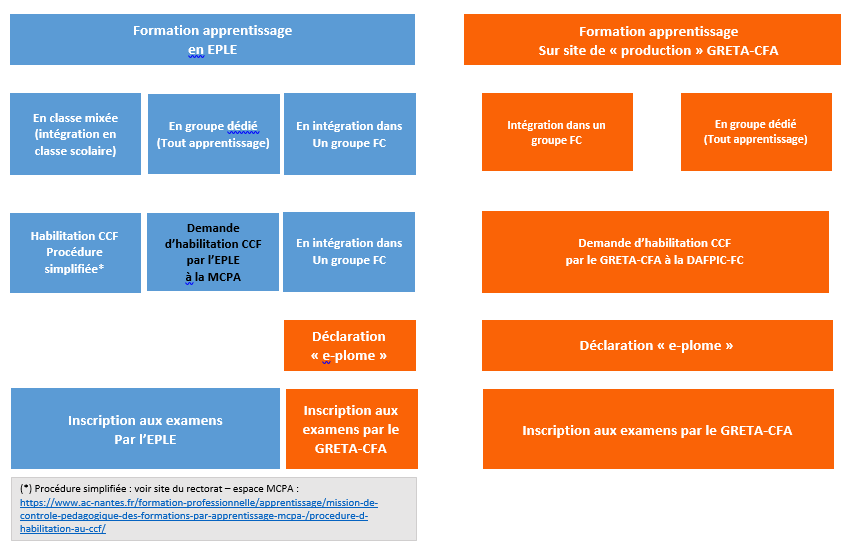 Formation apprentissage
en EPLE
Formation apprentissage
Sur site de « production » GRETA-CFA
En classe mixée
(intégration en
classe scolaire)
En groupe dédié
(Tout apprentissage)
En intégration dans
Un groupe FC
Intégration dans un
groupe FC
En groupe dédié
(Tout apprentissage)
Habilitation CCF
Procédure
simplifiée*
Demande
d’habilitation CCF
par l’EPLE
à la MCPA
En intégration dans
Un groupe FC
Demande d’habilitation CCF
par le GRETA-CFA à la DAFPIC-FC
Déclaration
« e-plome »
Déclaration « e-plome »
Inscription aux examens
Par l’EPLE
Inscription aux
examens par le
GRETA-CFA
Inscription aux examens par le GRETA-CFA
(*) Procédure simplifiée : voir site du rectorat – espace MCPA :
https://www.ac-nantes.fr/formation-professionnelle/apprentissage/mission-de-
controle-pedagogique-des-formations-par-apprentissage-mcpa-/procedure-d-
habilitation-au-ccf/